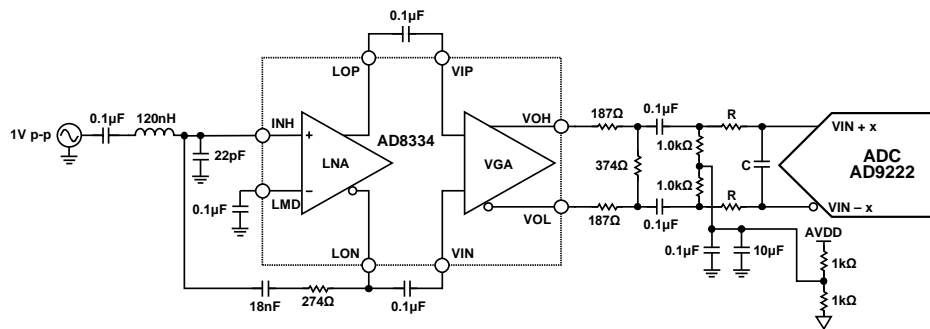 0.1μF
LOP
VIP
0.1μF
120nH
1V p-p
INH
+
AD8334
LNA
22pF
–
0.1μF
LMD
LON
VIN
VGA
VOH
VOL
187Ω
0.1μF
R
1.0kΩ
374Ω
1.0kΩ
C
R
187Ω
0.1μF
VIN + x
ADC
AD9222
VIN – x
AVDD
0.1μF
10μF
1kΩ
1kΩ
18nF
274Ω
0.1μF